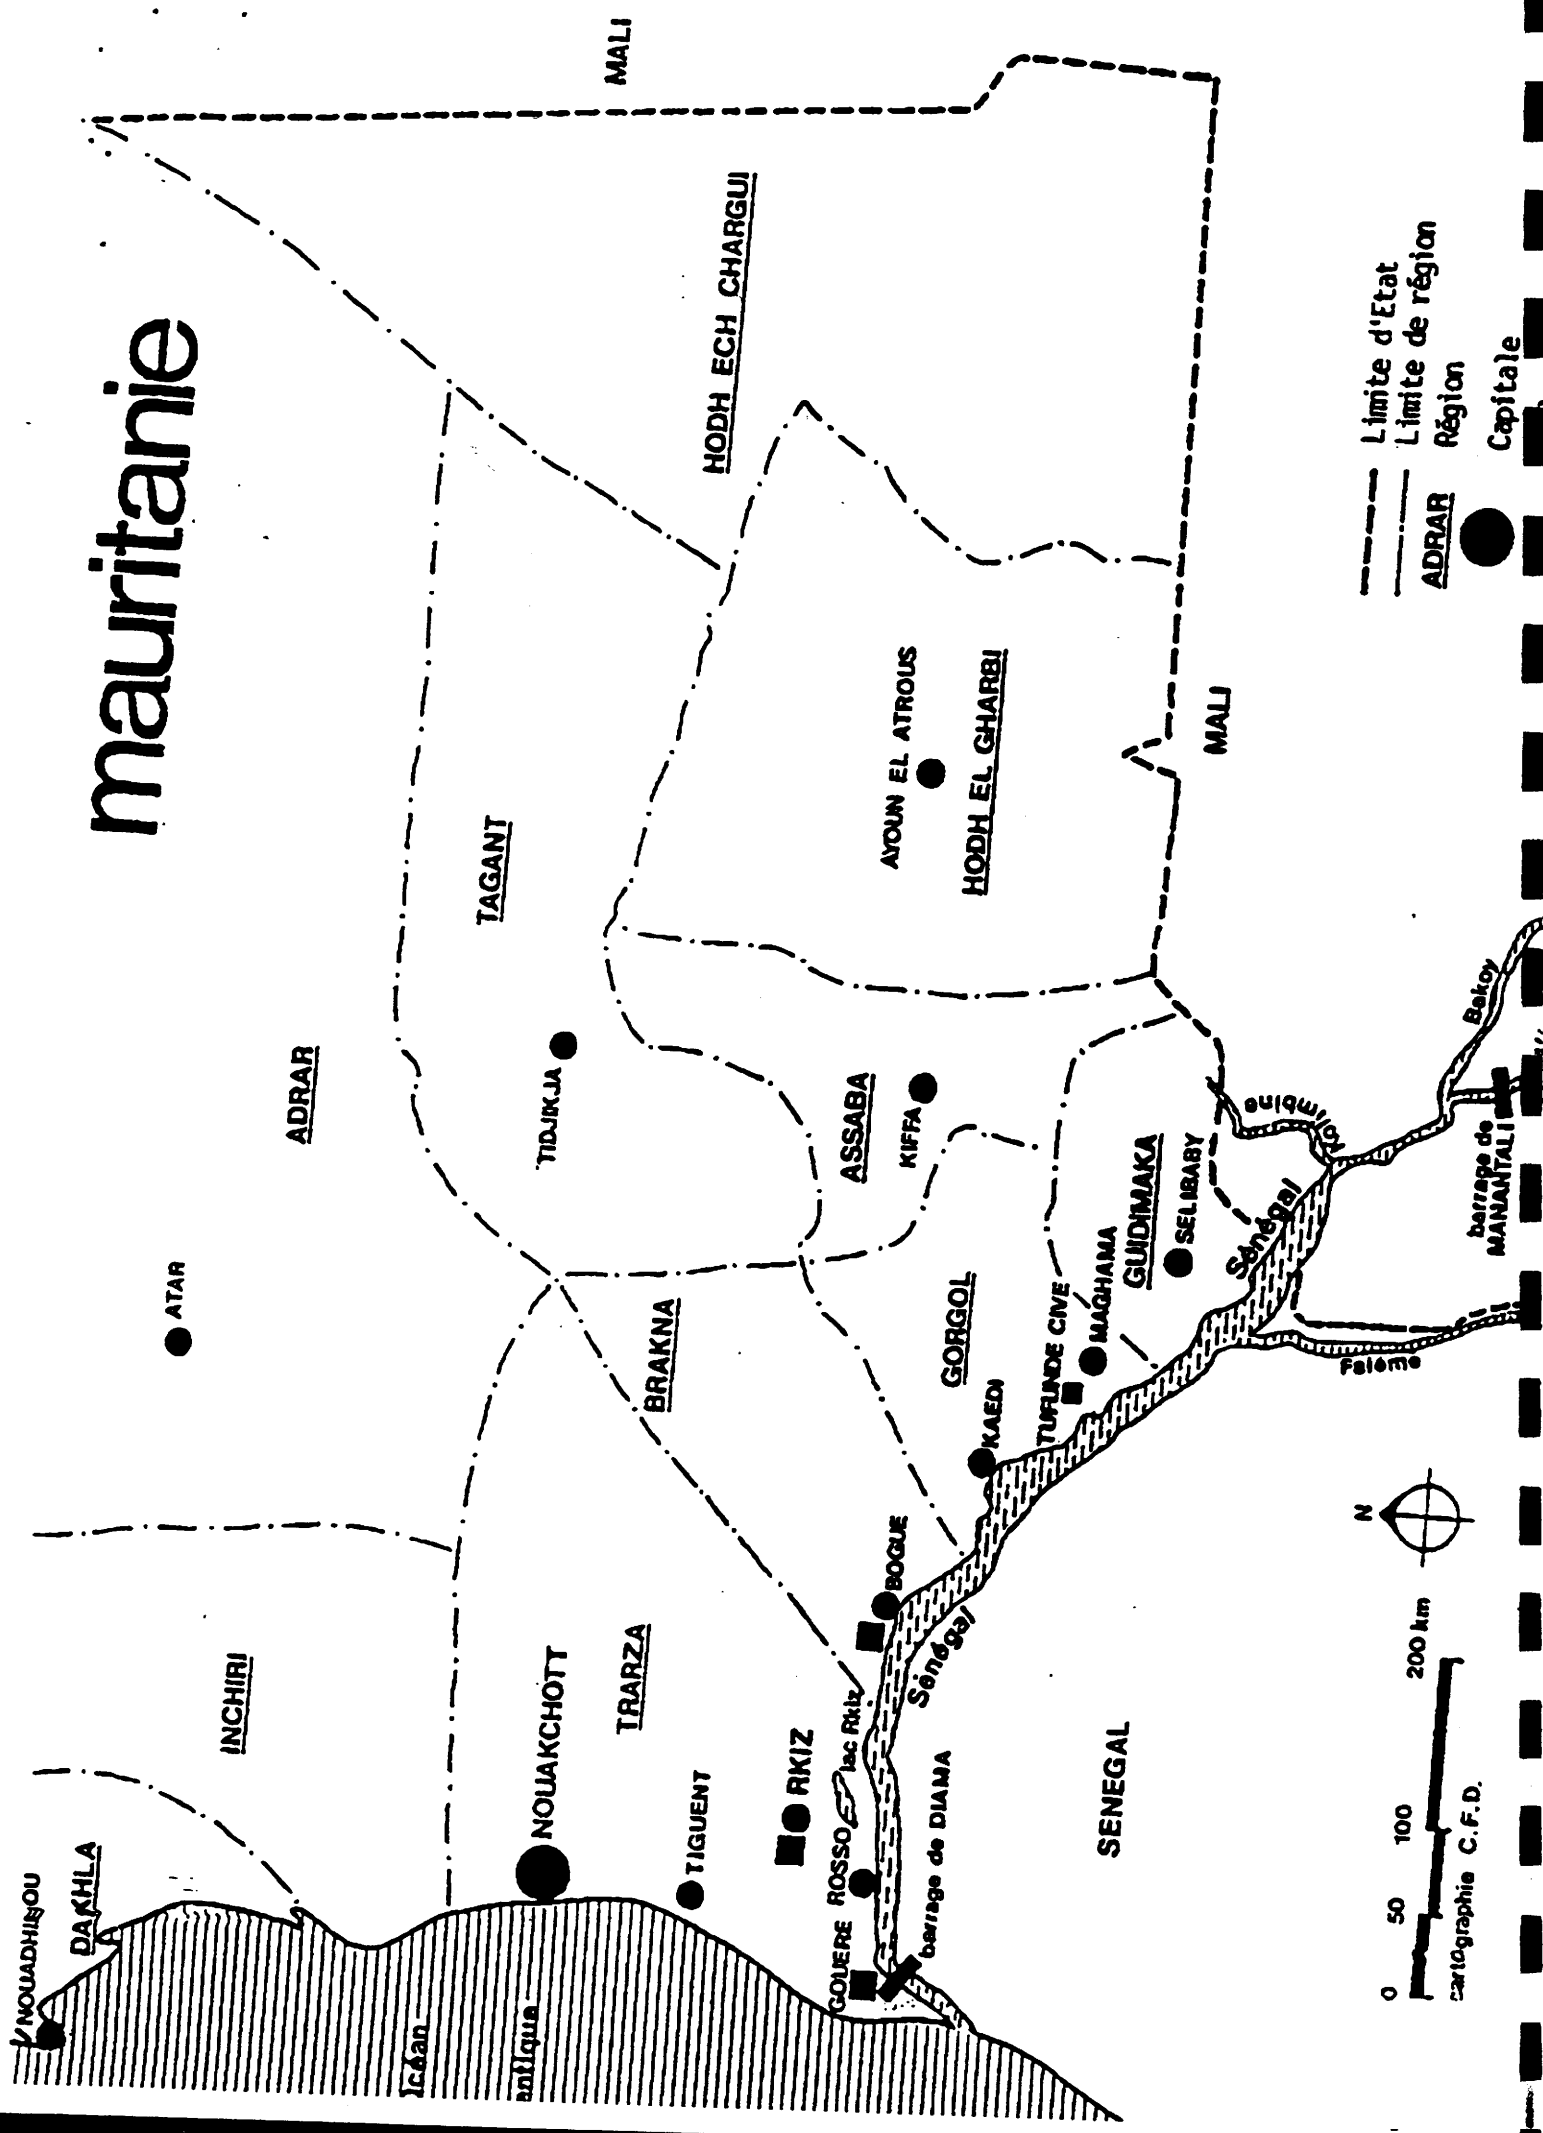 mauritanie
MALI
NOUADHIBOU
DAKHLA
INCHIRI
ATAR
ADRAR
TAGANT
TIDJIKJA
HODH ECH CHARGUI
NOUAKCHOTT
TRARZA
TIGUENT
BRAKNA
RKIZ
lac Rkiz
ROSSO
GOUERE
barrage de DIAMA
BOGUE
Sénégal
ASSABA
KIFFA
AYOUN EL ATROUS
HODH EL GHARBI
GORGOL
KAEDI
TUFUNDE CIVE
MAGHAMA
GUIDIMAKA
SELIBABY
MALI
Sénégal
Kolimbine
Falémé
Bakoy
barrage de
MANANTALI
SENEGAL
océan
N
0 50 100 200 km
cartographie C.F.D.
Limite d'Etat
Limite de région
ADRAR Région
Capitale